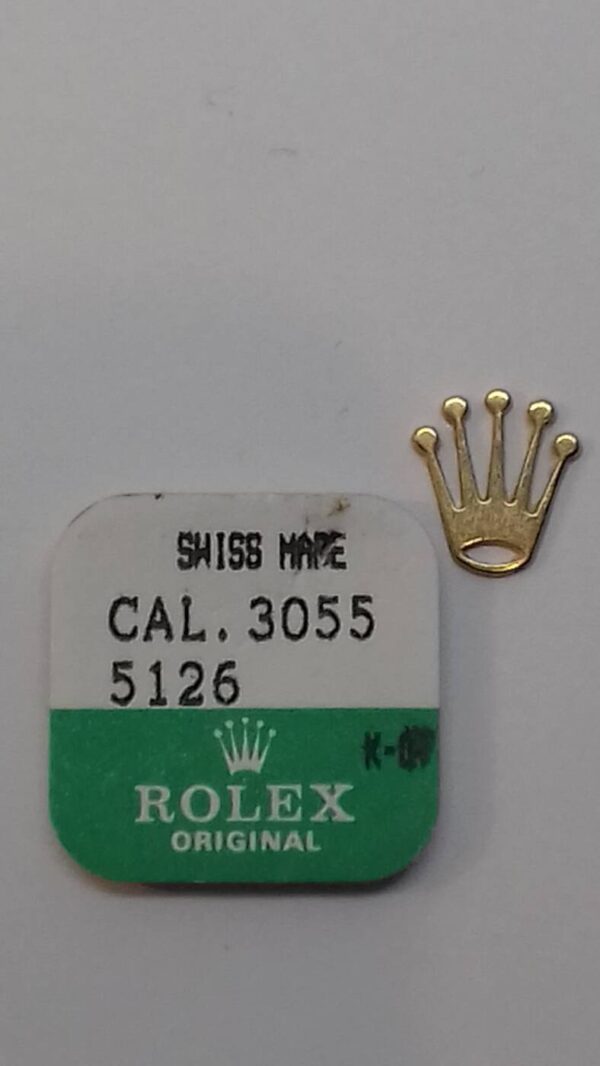 SWISS MADE
CAL. 3055
5126
ROLEX
ORIGINAL